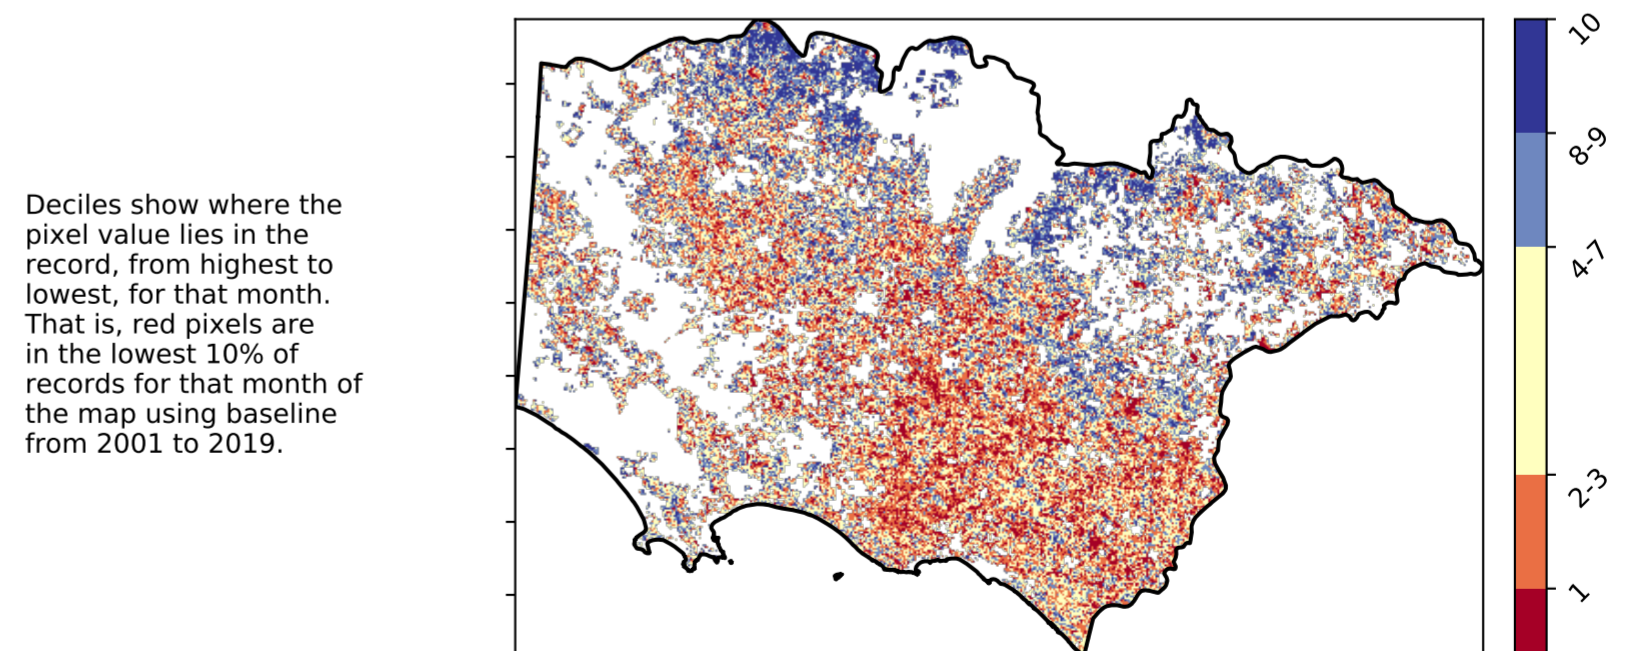 Deciles show where the
pixel value lies in the
record, from highest to
lowest, for that month.
That is, red pixels are
in the lowest 10% of
records for that month of
the map using baseline
from 2001 to 2019.
10
8-9
4-7
2-3
1